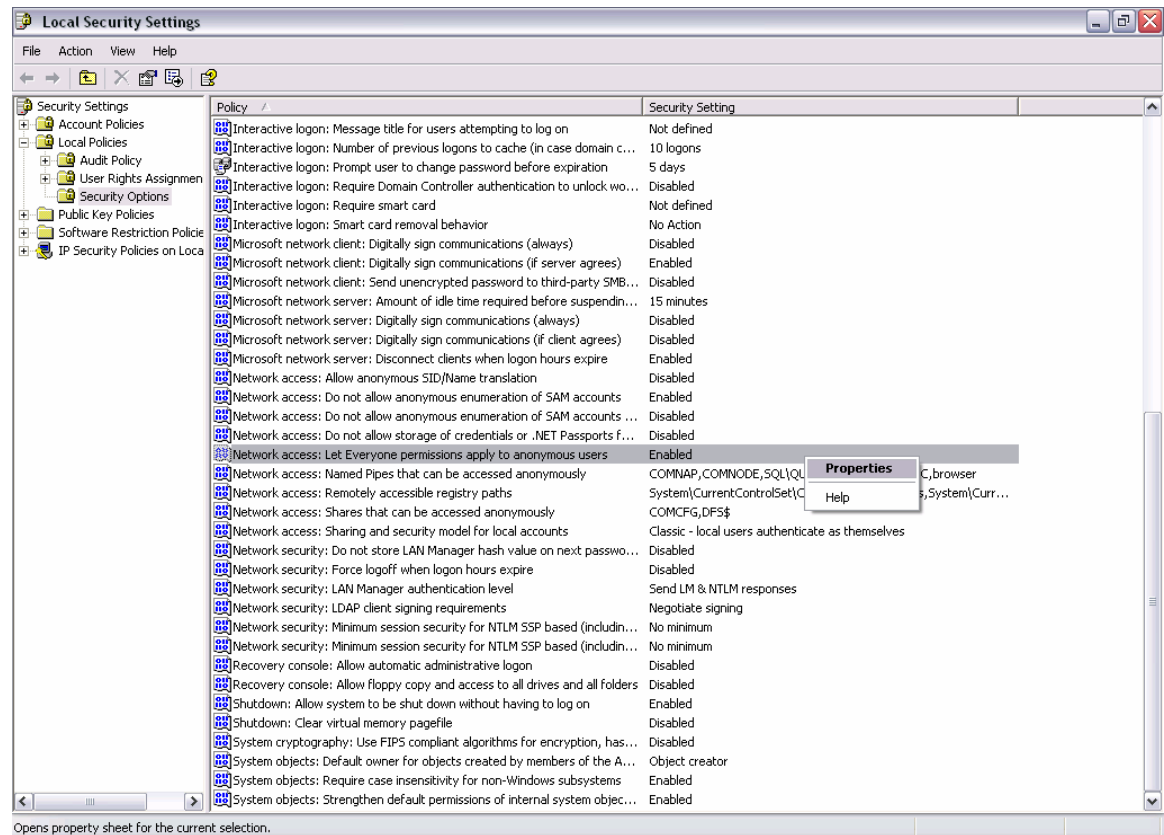 Local Security Settings
File Action View Help
Security Settings
Account Policies
Local Policies
Audit Policy
User Rights Assignmen
Security Options
Public Key Policies
Software Restriction Policie
IP Security Policies on Loca
Policy Security Setting
Interactive logon: Message title for users attempting to log on Not defined
Interactive logon: Number of previous logons to cache (in case domain c... 10 logons
Interactive logon: Prompt user to change password before expiration 5 days
Interactive logon: Require Domain Controller authentication to unlock wo... Disabled
Interactive logon: Require smart card Not defined
Interactive logon: Smart card removal behavior No Action
Microsoft network client: Digitally sign communications (always) Disabled
Microsoft network client: Digitally sign communications (if server agrees) Enabled
Microsoft network client: Send unencrypted password to third-party SMB... Disabled
Microsoft network server: Amount of idle time required before suspendin... 15 minutes
Microsoft network server: Digitally sign communications (always) Disabled
Microsoft network server: Digitally sign communications (if client agrees) Disabled
Microsoft network server: Disconnect clients when logon hours expire Enabled
Network access: Allow anonymous SID/Name translation Disabled
Network access: Do not allow anonymous enumeration of SAM accounts Enabled
Network access: Do not allow anonymous enumeration of SAM accounts ... Disabled
Network access: Do not allow storage of credentials or .NET Passports f... Disabled
Network access: Let Everyone permissions apply to anonymous users Enabled
Properties
Help
Network access: Named Pipes that can be accessed anonymously COMNAP,COMNODE,SQL\QU C,browser
Network access: Remotely accessible registry paths System\CurrentControlSet\C s,System\Curr...
Network access: Shares that can be accessed anonymously COMCFG,DFS$
Network access: Sharing and security model for local accounts Classic - local users authenticate as themselves
Network security: Do not store LAN Manager hash value on next passwo... Disabled
Network security: Force logoff when logon hours expire Disabled
Network security: LAN Manager authentication level Send LM & NTLM responses
Network security: LDAP client signing requirements Negotiate signing
Network security: Minimum session security for NTLM SSP based (includin... No minimum
Network security: Minimum session security for NTLM SSP based (includin... No minimum
Recovery console: Allow automatic administrative logon Disabled
Recovery console: Allow floppy copy and access to all drives and all folders Disabled
Shutdown: Allow system to be shut down without having to log on Enabled
Shutdown: Clear virtual memory pagefile Disabled
System cryptography: Use FIPS compliant algorithms for encryption, has... Disabled
System objects: Default owner for objects created by members of the A... Object creator
System objects: Require case insensitivity for non-Windows subsystems Enabled
System objects: Strengthen default permissions of internal system objec... Enabled
Opens property sheet for the current selection.